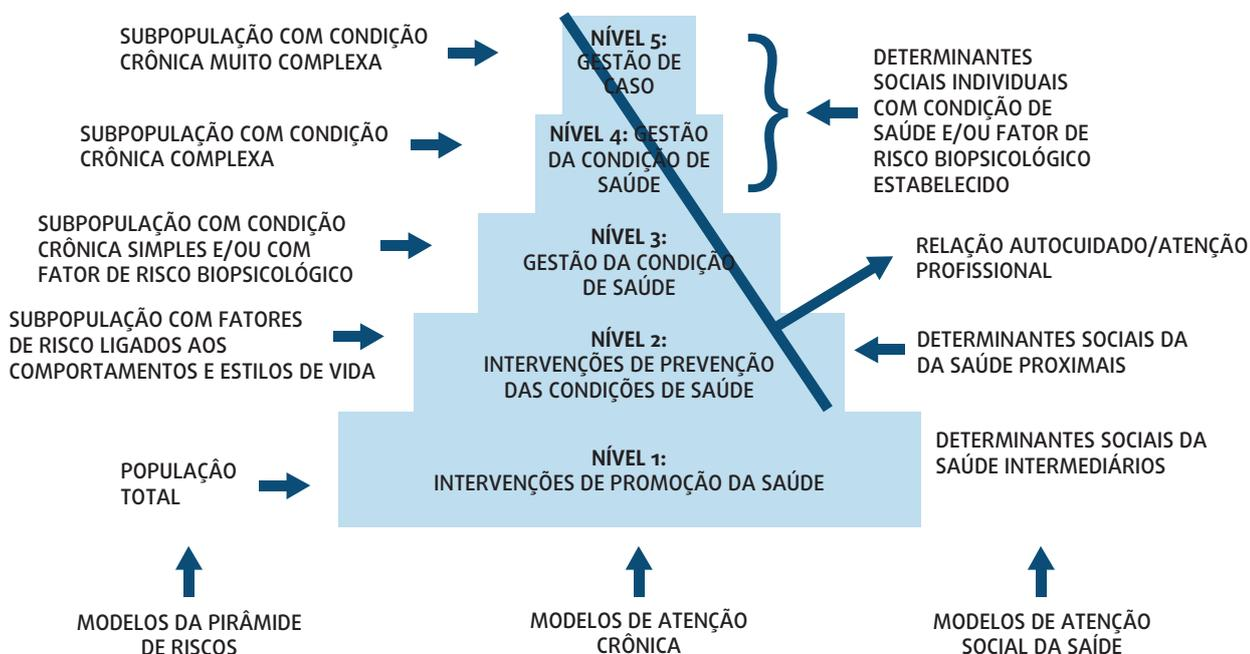 SUBPOPULAÇÃO COM CONDIÇÃO
CRÔNICA MUITO COMPLEXA
SUBPOPULAÇÃO COM CONDIÇÃO
CRÔNICA COMPLEXA
SUBPOPULAÇÃO COM CONDIÇÃO
CRÔNICA SIMPLES E/OU COM
FATOR DE RISCO BIOPSICOLÓGICO
SUBPOPULAÇÃO COM FATORES
DE RISCO LIGADOS AOS
COMPORTAMENTOS E ESTILOS DE VIDA
POPULAÇÂO
TOTAL
MODELOS DA PIRÂMIDE
DE RISCOS
NÍVEL 5:
GESTÃO DE
CASO
NÍVEL 4: GESTÃO
DA CONDIÇÃO DE
SAÚDE
NÍVEL 3:
GESTÃO DA CONDIÇÃO
DE SAÚDE
NÍVEL 2:
INTERVENÇÕES DE PREVENÇÃO
DAS CONDIÇÕES DE SAÚDE
NÍVEL 1:
INTERVENÇÕES DE PROMOÇÃO DA SAÚDE
MODELOS DE ATENÇÃO
CRÔNICA
DETERMINANTES
SOCIAIS INDIVIDUAIS
COM CONDIÇÃO DE
SAÚDE E/OU FATOR DE
RISCO BIOPSICOLÓGICO
ESTABELECIDO
RELAÇÃO AUTOCUIDADO/ATENÇÃO
PROFISSIONAL
DETERMINANTES SOCIAIS DA
DA SAÚDE PROXIMAIS
DETERMINANTES SOCIAIS DA
SAÚDE INTERMEDIÁRIOS
MODELOS DE ATENÇÃO
SOCIAL DA SAÍDE